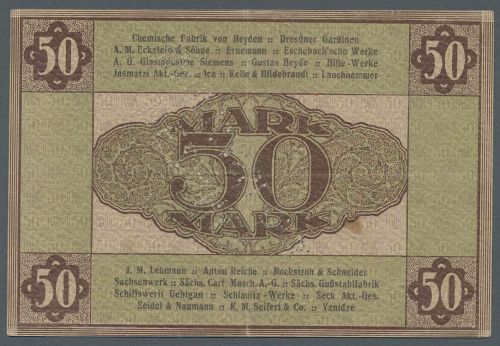 50 50
Chemische Fabrik von Heyden :: Dresdner Gardinen
A. M. Eckstein & Söhne :: Ernemann :: Eschebach'sche Werke
A. G. Glasindustrie Siemens :: Gustav Heyde :: Hille-Werke
Jasmatzi Akt.-Ges. :: Ica :: Kelle & Hildebrandt :: Lauchhammer
MARK
50
MARK
J. M. Lehmann :: Anton Reiche :: Rockstroh & Schneider
Sachsenwerk :: Sächs. Cart. Masch. A.-G. :: Sächs. Gußstahlfabrik
Schiffswerft Uebigau :: Schladitz-Werke :: Seck Akt.-Ges.
Seidel & Naumann :: K. M. Seifert & Co. :: Yenidze
50 50